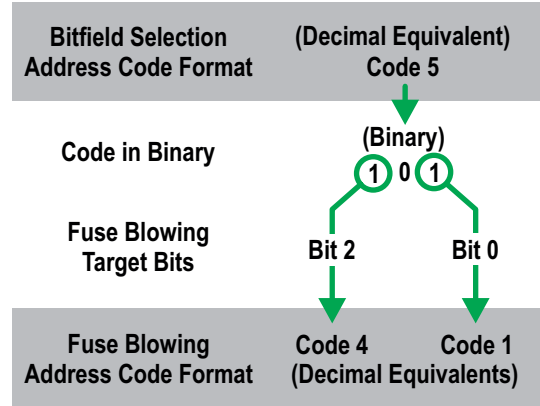 Bitfield Selection
Address Code Format
(Decimal Equivalent)
Code 5
Code in Binary
(Binary)
1 0 1
Fuse Blowing
Target Bits
Bit 2
Bit 0
Fuse Blowing
Address Code Format
Code 4
Code 1
(Decimal Equivalents)